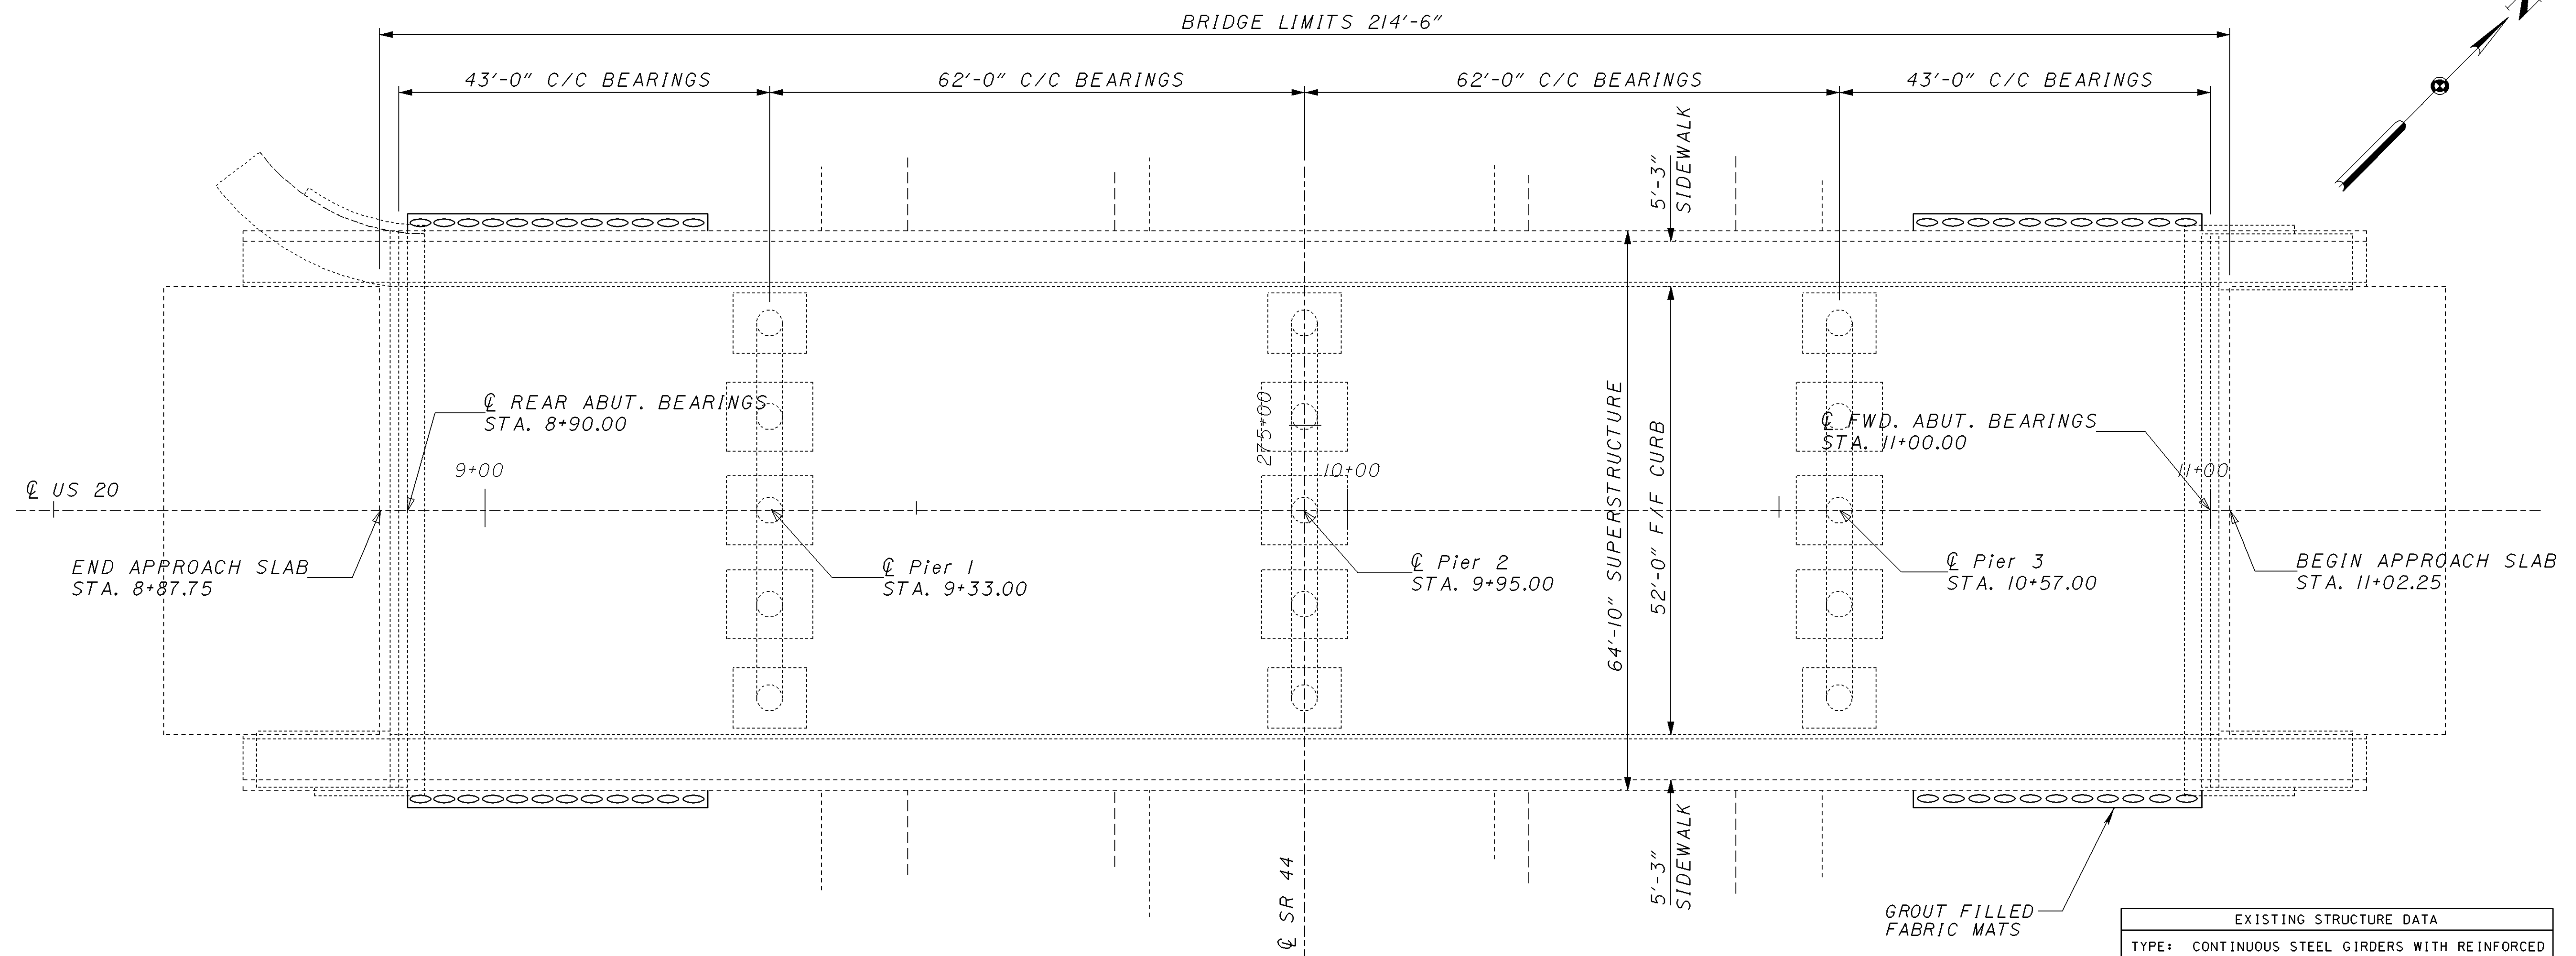 BRIDGE LIMITS 214'-6"
43'-0" C/C BEARINGS
62'-0" C/C BEARINGS
62'-0" C/C BEARINGS
43'-0" C/C BEARINGS
N
5'-3"
SIDEWALK
℄ REAR ABUT. BEARINGS
STA. 8+90.00
℄ FWD. ABUT. BEARINGS
STA. 11+00.00
64'-10" SUPERSTRUCTURE
52'-0" F/F CURB
275+00
9+00
10+00
11+00
℄ US 20
END APPROACH SLAB
STA. 8+87.75
℄ Pier 1
STA. 9+33.00
℄ Pier 2
STA. 9+95.00
℄ Pier 3
STA. 10+57.00
BEGIN APPROACH SLAB
STA. 11+02.25
5'-3"
SIDEWALK
℄ SR 44
GROUT FILLED
FABRIC MATS
EXISTING STRUCTURE DATA
TYPE: CONTINUOUS STEEL GIRDERS WITH REINFORCED